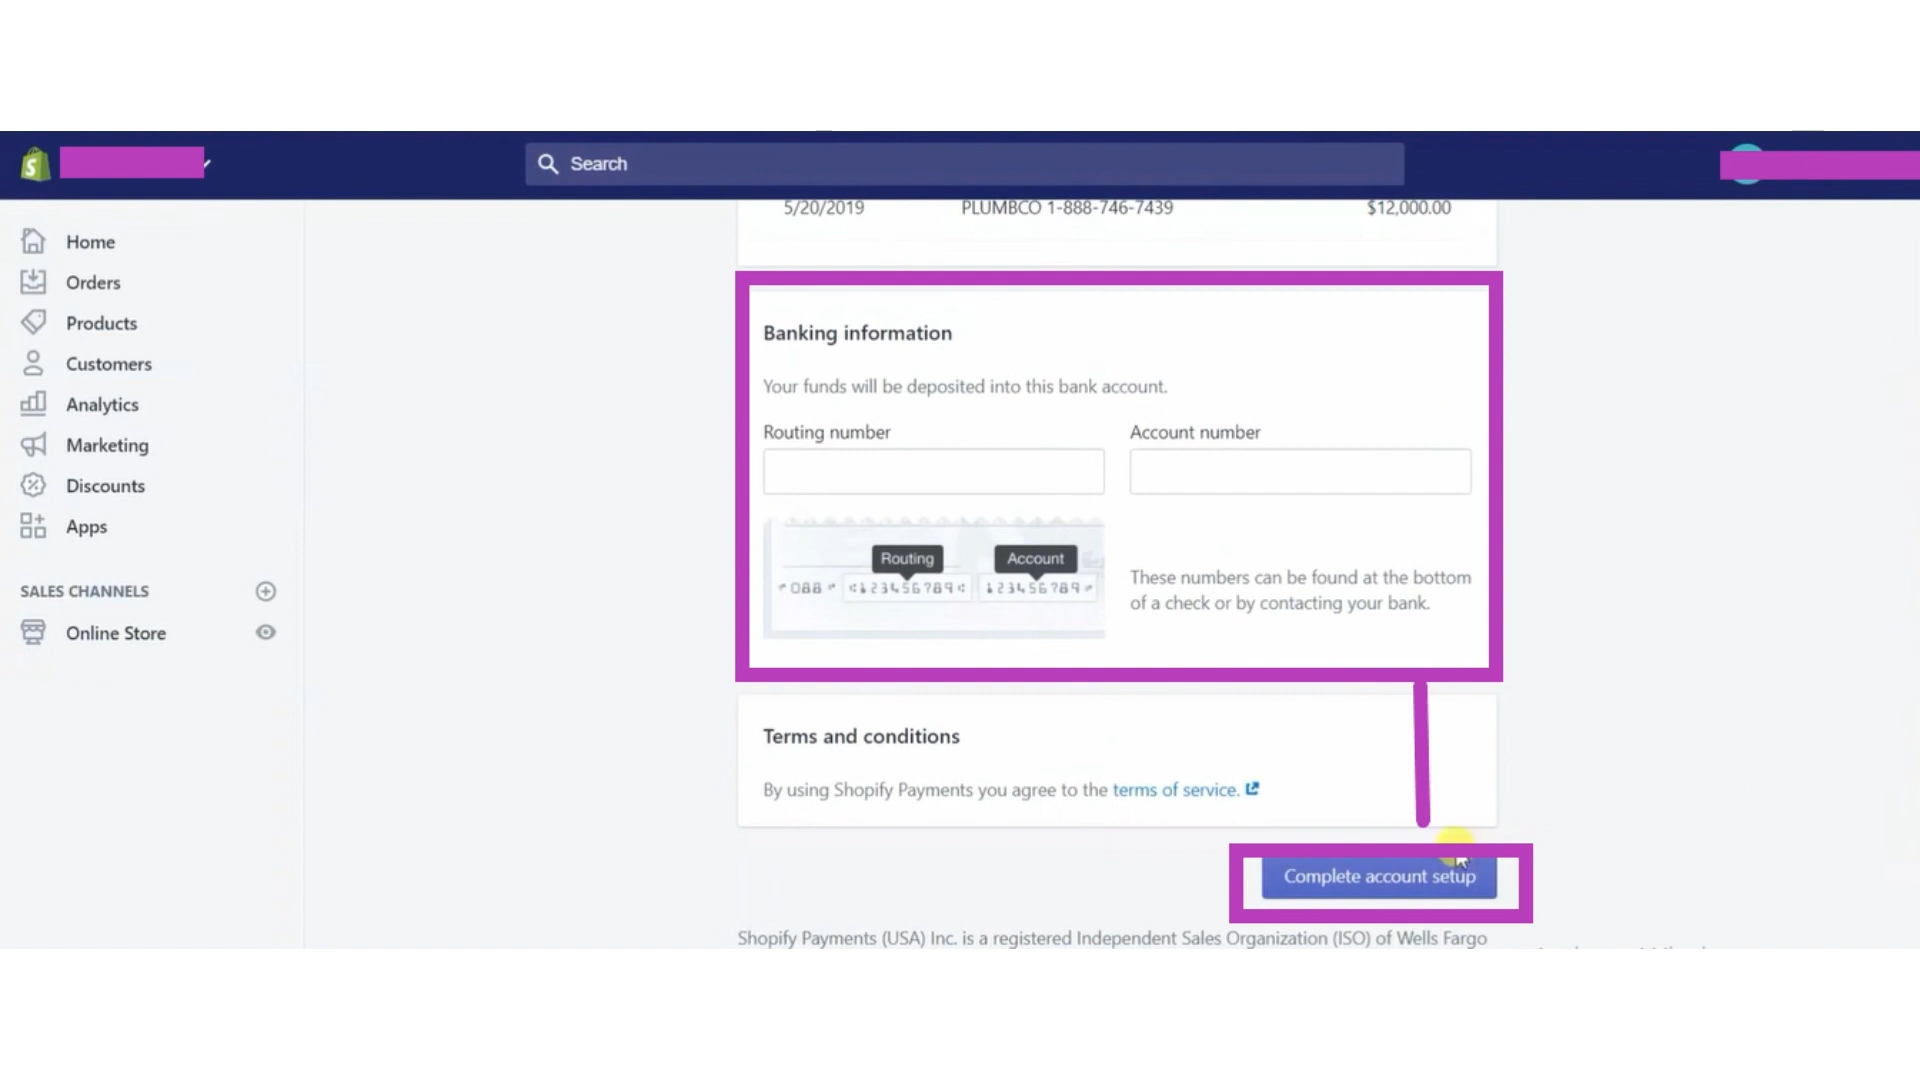 Search
5/20/2019 PLUMBCO 1-888-746-7439 $12,000.00
Home
Orders
Products
Customers
Analytics
Marketing
Discounts
Apps
SALES CHANNELS
Online Store
Banking information
Your funds will be deposited into this bank account.
Routing number Account number
Routing Account
088 123456789 123456789
These numbers can be found at the bottom
of a check or by contacting your bank.
Terms and conditions
By using Shopify Payments you agree to the terms of service.
Complete account setup
Shopify Payments (USA) Inc. is a registered Independent Sales Organization (ISO) of Wells Fargo